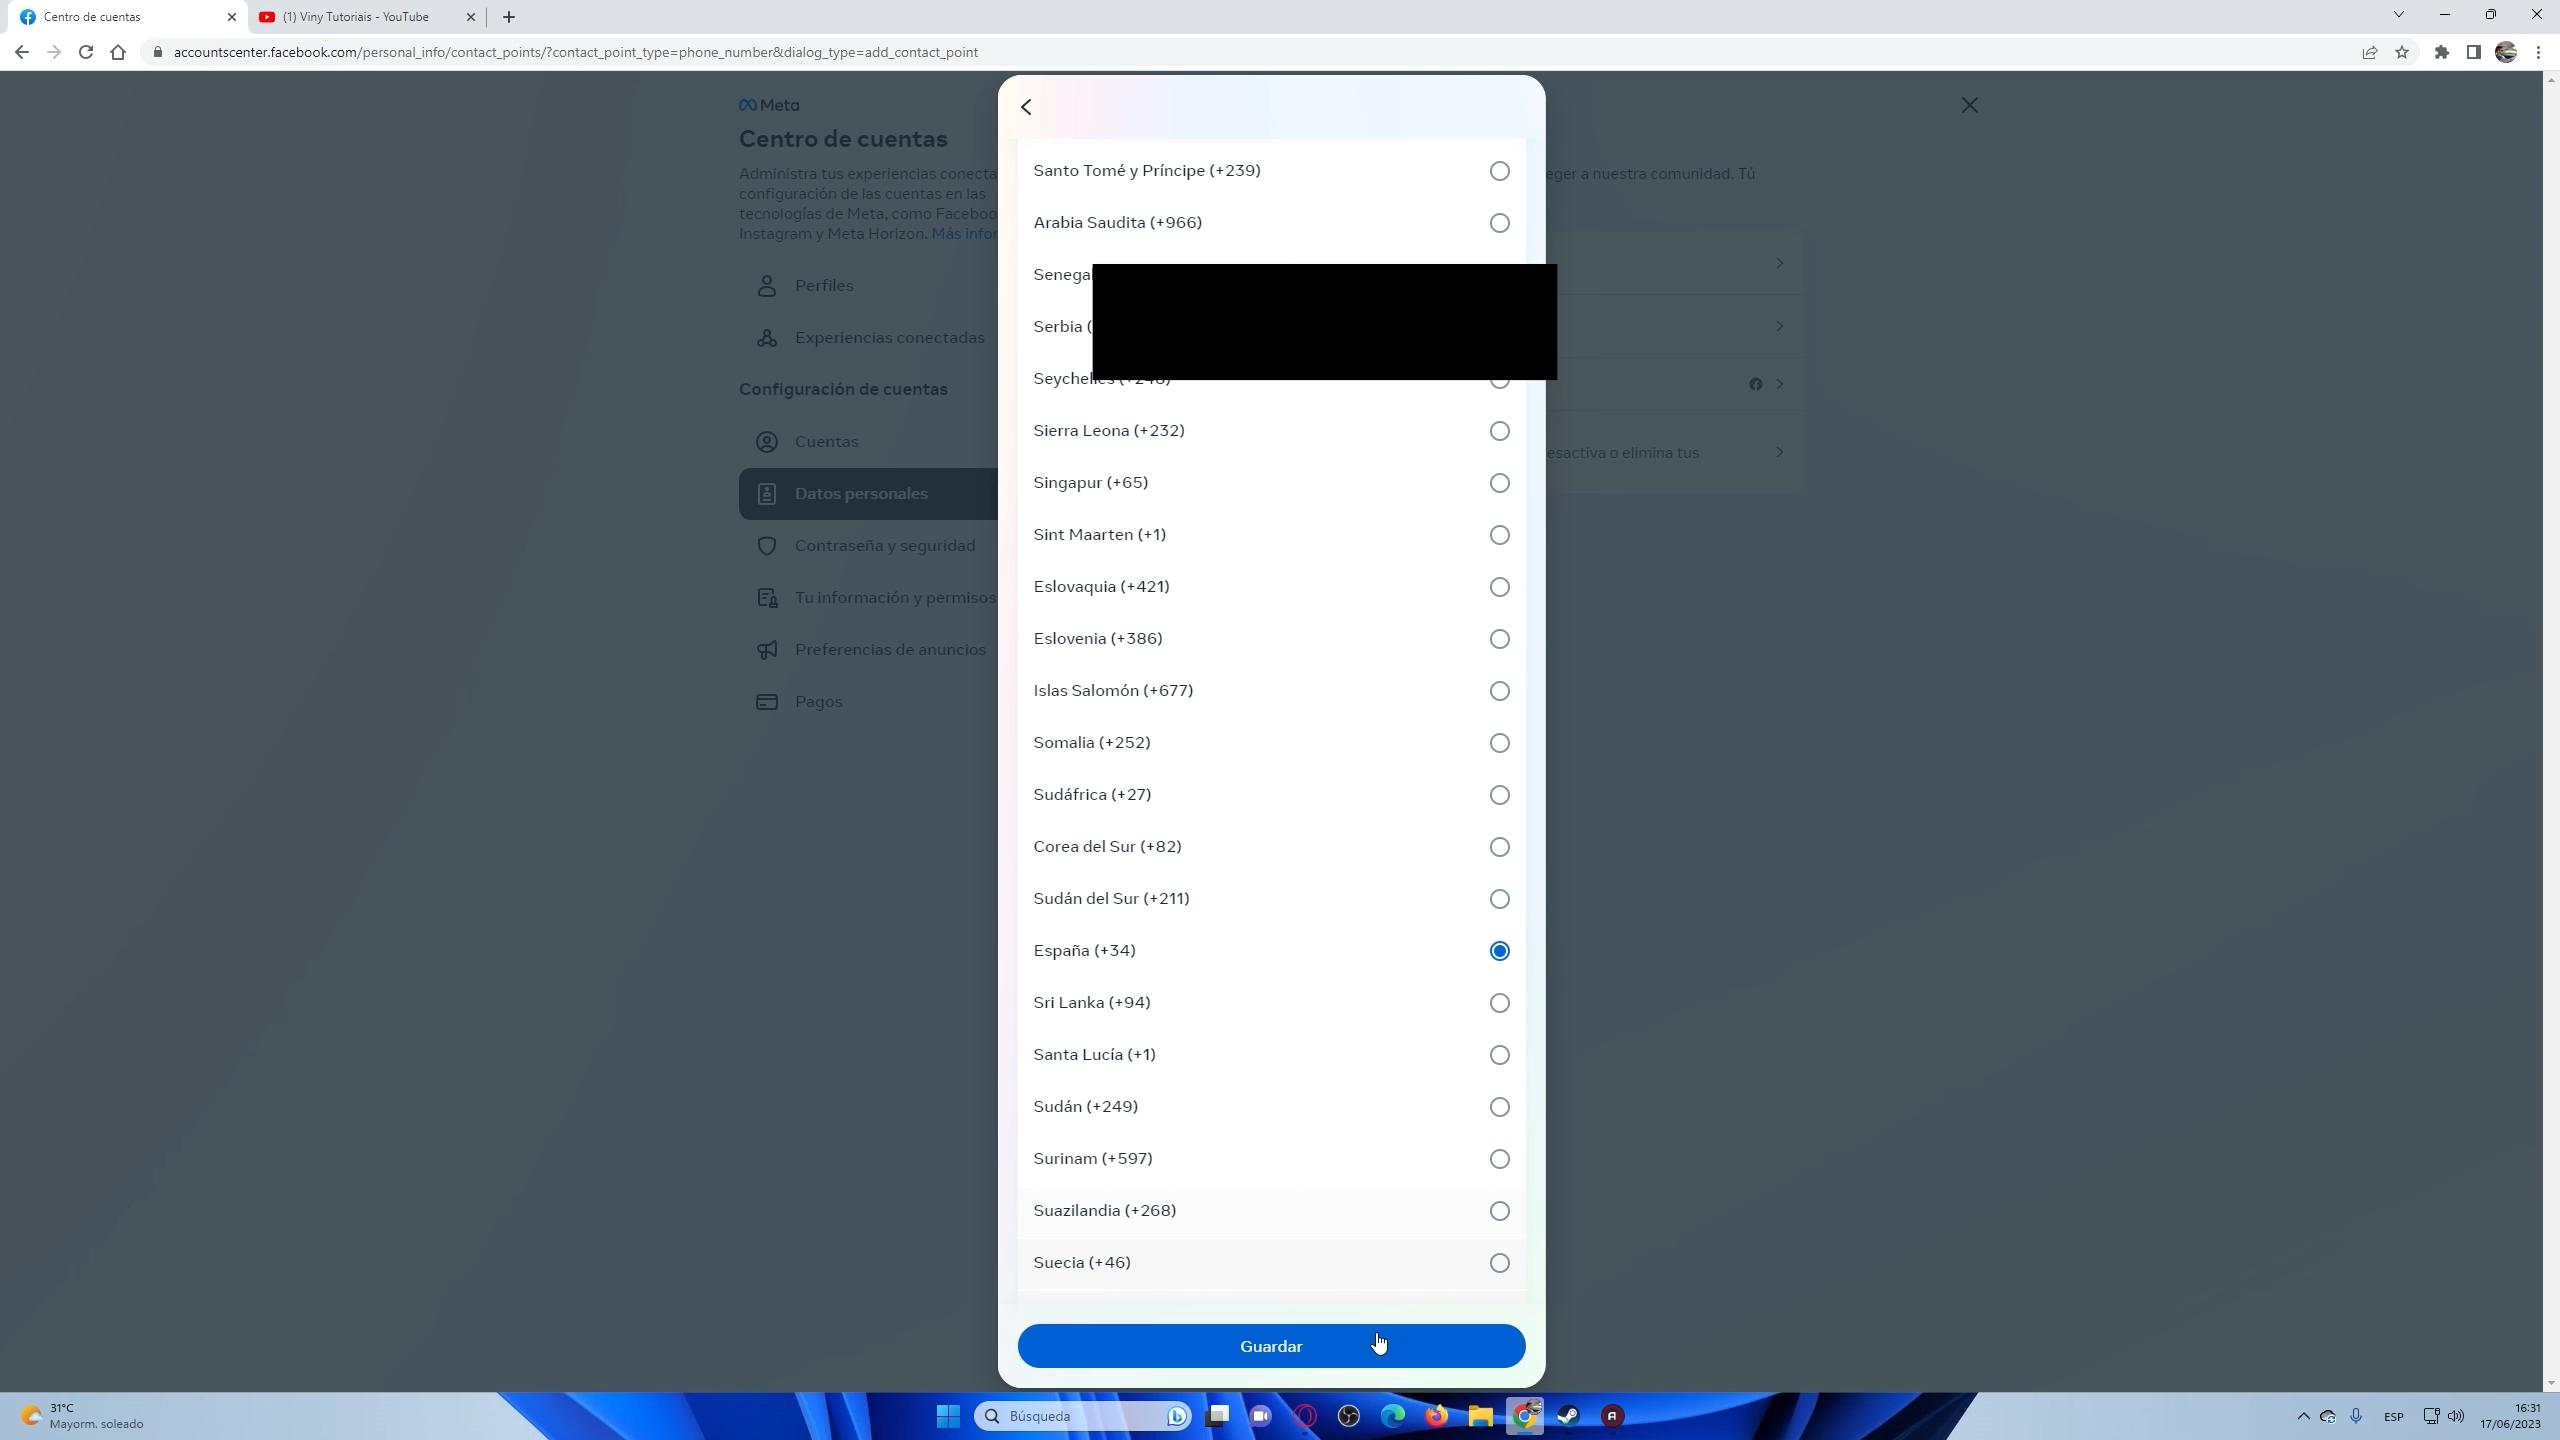 Centro de cuentas
(1) Viny Tutoriais - YouTube
accountscenter.facebook.com/personal_info/contact_points/?contact_point_type=phone_number&dialog_type=add_contact_point
Meta
Centro de cuentas
Administra tus experiencias conecta
configuración de las cuentas en las
tecnologías de Meta, como Faceboo
Instagram y Meta Horizon. Más infor
Perfiles
Experiencias conectadas
Configuración de cuentas
Cuentas
Datos personales
Contraseña y seguridad
Tu información y permisos
Preferencias de anuncios
Pagos
Santo Tomé y Príncipe (+239)
Arabia Saudita (+966)
Senegal
Serbia (
Seychelles (+248)
Sierra Leona (+232)
Singapur (+65)
Sint Maarten (+1)
Eslovaquia (+421)
Eslovenia (+386)
Islas Salomón (+677)
Somalia (+252)
Sudáfrica (+27)
Corea del Sur (+82)
Sudán del Sur (+211)
España (+34)
Sri Lanka (+94)
Santa Lucía (+1)
Sudán (+249)
Surinam (+597)
Suazilandia (+268)
Suecia (+46)
Guardar
eger a nuestra comunidad. Tú
esactiva o elimina tus
31°C
Mayorm. soleado
Búsqueda
ESP
16:31
17/06/2023